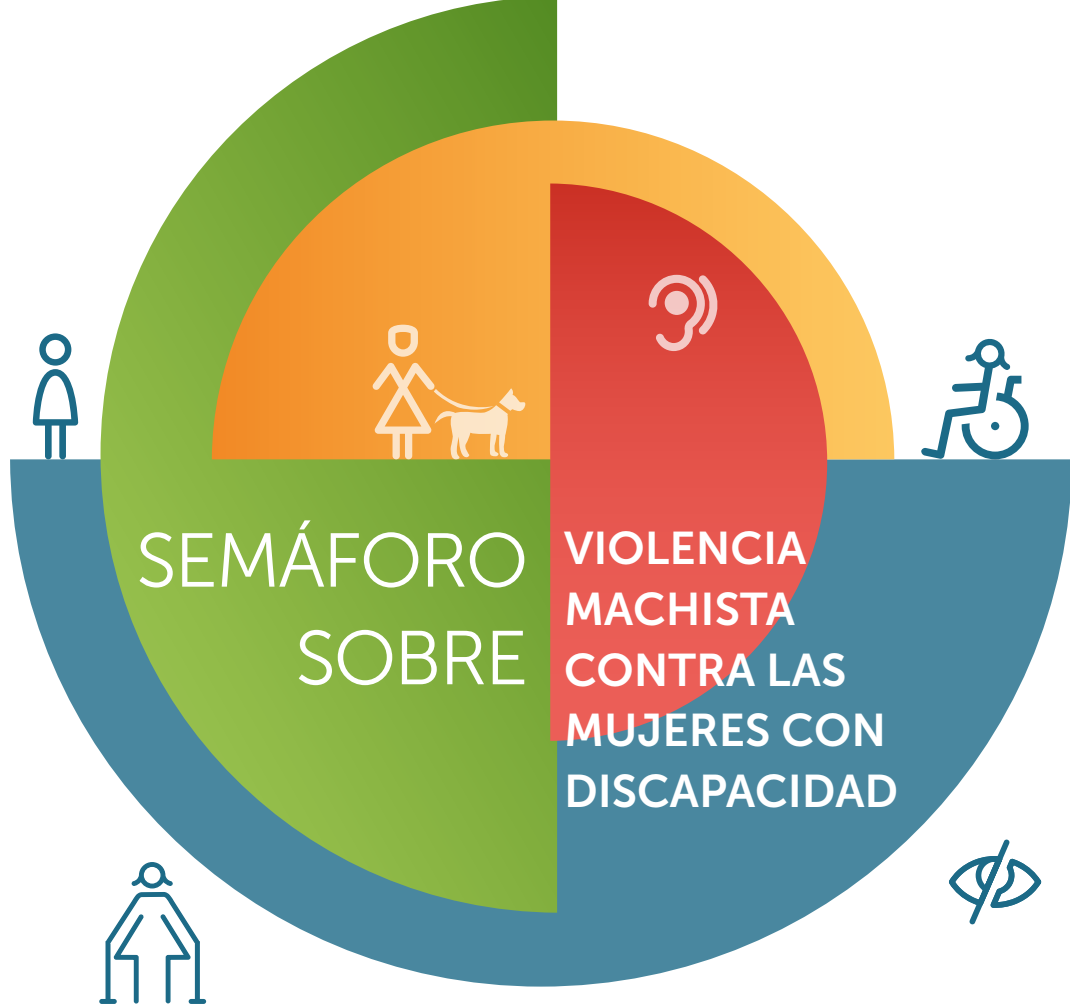 SEMÁFORO
SOBRE
VIOLENCIA
MACHISTA
CONTRA LAS
MUJERES CON
DISCAPACIDAD